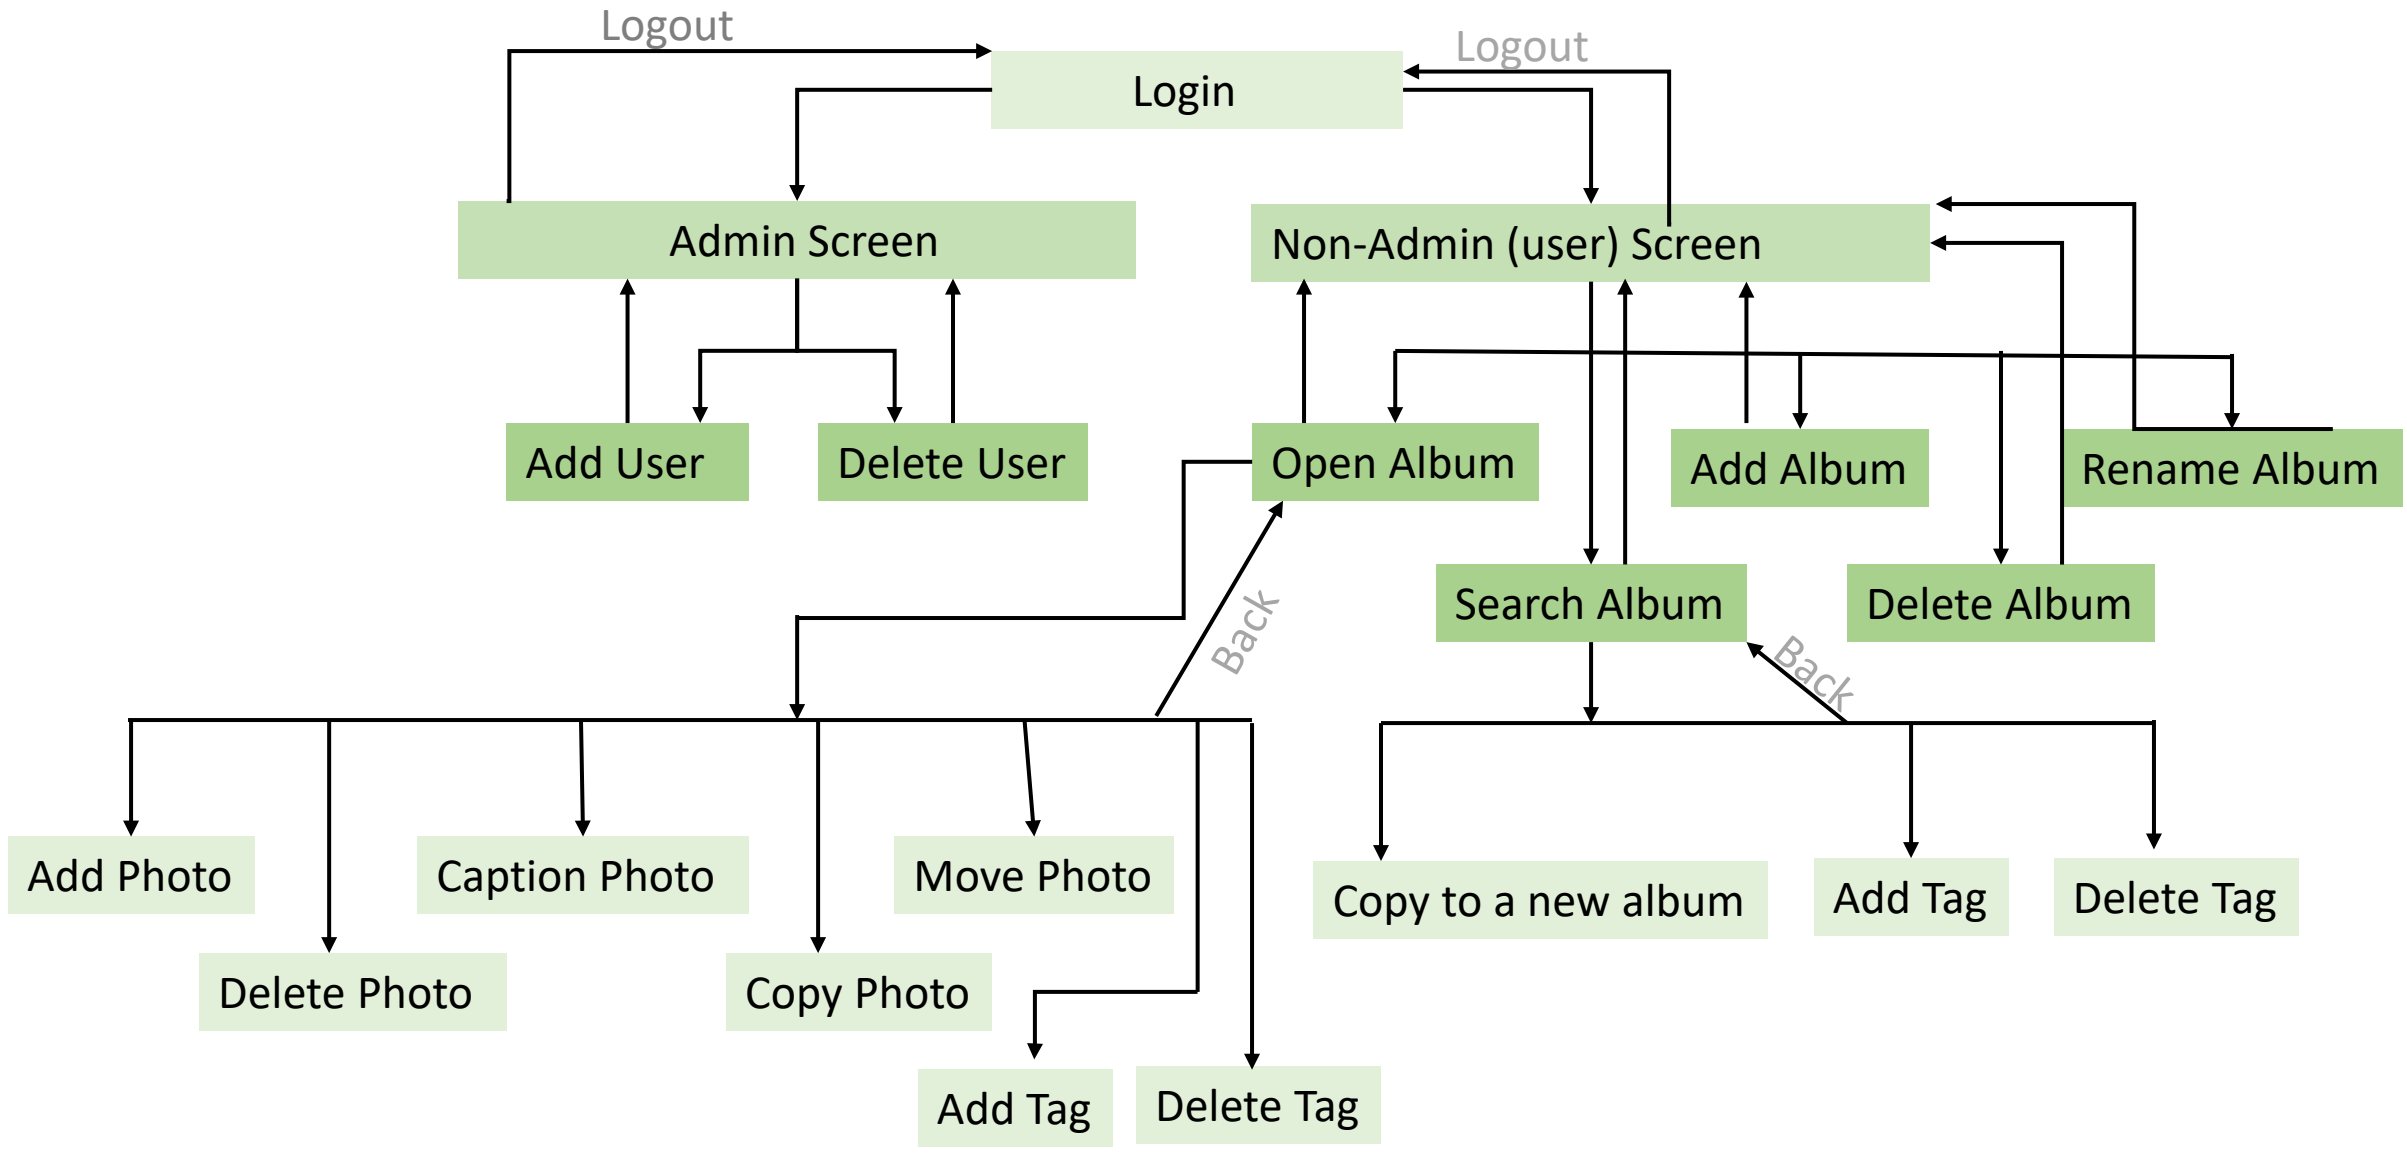 Logout
Logout
Login
Admin Screen
Non-Admin (user) Screen
Add User
Delete User
Open Album
Add Album
Rename Album
Search Album
Delete Album
Back
Back
Add Photo
Caption Photo
Move Photo
Copy to a new album
Add Tag
Delete Tag
Delete Photo
Copy Photo
Add Tag
Delete Tag